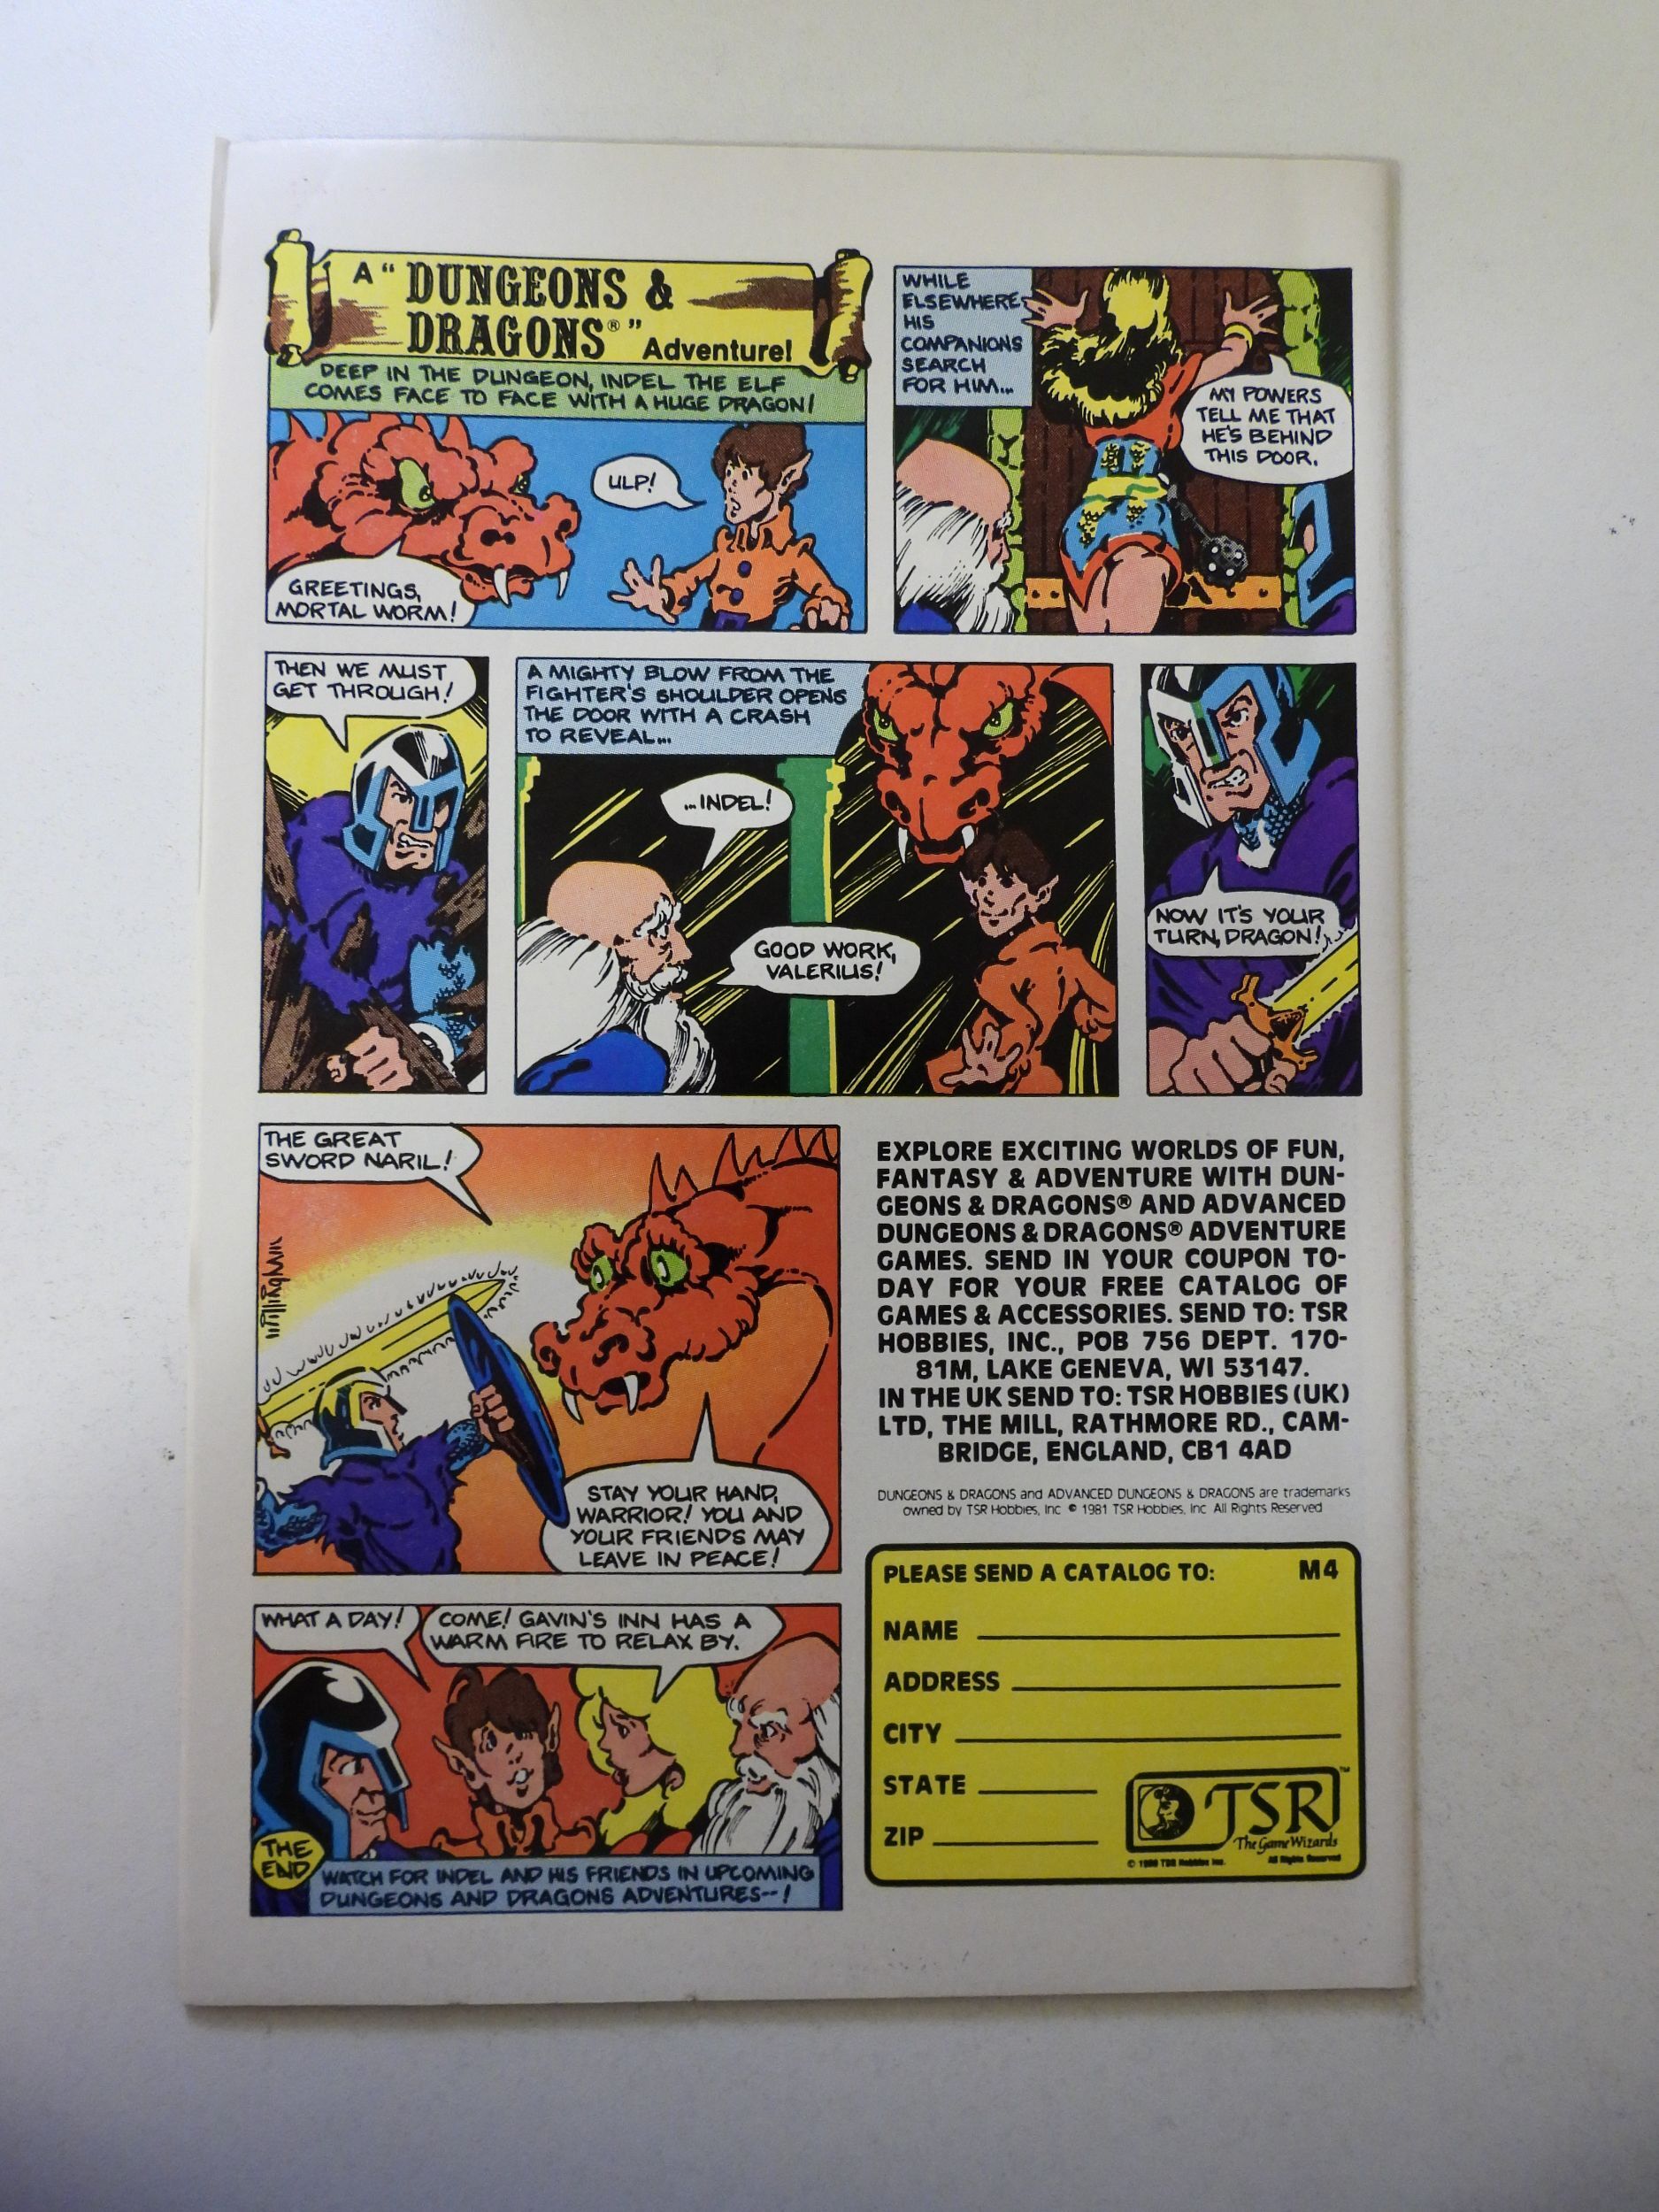 A "DUNGEONS &
DRAGONS®"
Adventure!
DEEP IN THE DUNGEON, INDEL THE ELF
COMES FACE TO FACE WITH A HUGE DRAGON!
ULP!
GREETINGS,
MORTAL WORM!
WHILE
ELSEWHERE,
HIS
COMPANIONS
SEARCH
FOR HIM...
MY POWERS
TELL ME THAT
HE'S BEHIND
THIS DOOR.
THEN WE MUST
GET THROUGH!
A MIGHTY BLOW FROM THE
FIGHTER'S SHOULDER OPENS
THE DOOR WITH A CRASH
TO REVEAL...
...INDEL!
GOOD WORK,
VALERIUS!
NOW IT'S YOUR
TURN, DRAGON!
THE GREAT
SWORD NARIL!
Willingham
STAY YOUR HAND,
WARRIOR! YOU AND
YOUR FRIENDS MAY
LEAVE IN PEACE!
WHAT A DAY!
COME! GAVIN'S INN HAS A
WARM FIRE TO RELAX BY.
THE
END
WATCH FOR INDEL AND HIS FRIENDS IN UPCOMING
DUNGEONS AND DRAGONS ADVENTURES--!
EXPLORE EXCITING WORLDS OF FUN,
FANTASY & ADVENTURE WITH DUN-
GEONS & DRAGONS® AND ADVANCED
DUNGEONS & DRAGONS® ADVENTURE
GAMES. SEND IN YOUR COUPON TO-
DAY FOR YOUR FREE CATALOG OF
GAMES & ACCESSORIES. SEND TO: TSR
HOBBIES, INC., POB 756 DEPT. 170-
81M, LAKE GENEVA, WI 53147.
IN THE UK SEND TO: TSR HOBBIES (UK)
LTD, THE MILL, RATHMORE RD., CAM-
BRIDGE, ENGLAND, CB1 4AD
DUNGEONS & DRAGONS and ADVANCED DUNGEONS & DRAGONS are trademarks
owned by TSR Hobbies, Inc © 1981 TSR Hobbies, Inc All Rights Reserved
PLEASE SEND A CATALOG TO: M4
NAME
ADDRESS
CITY
STATE
ZIP
TSR™
The Game Wizards
© 1980 TSR Hobbies Inc. All Rights Reserved